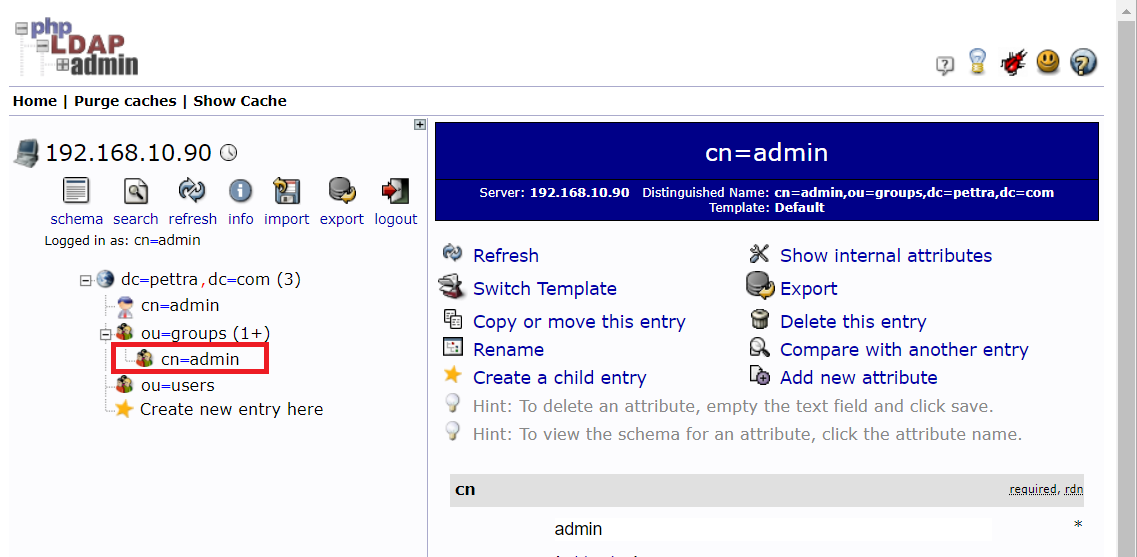 php
LDAP
admin
Home | Purge caches | Show Cache
192.168.10.90
schema search refresh info import export logout
Logged in as: cn=admin
dc=pettra,dc=com (3)
cn=admin
ou=groups (1+)
cn=admin
ou=users
Create new entry here
cn=admin
Server: 192.168.10.90 Distinguished Name: cn=admin,ou=groups,dc=pettra,dc=com
Template: Default
Refresh Show internal attributes
Switch Template Export
Copy or move this entry Delete this entry
Rename Compare with another entry
Create a child entry Add new attribute
Hint: To delete an attribute, empty the text field and click save.
Hint: To view the schema for an attribute, click the attribute name.
cn required, rdn
admin *